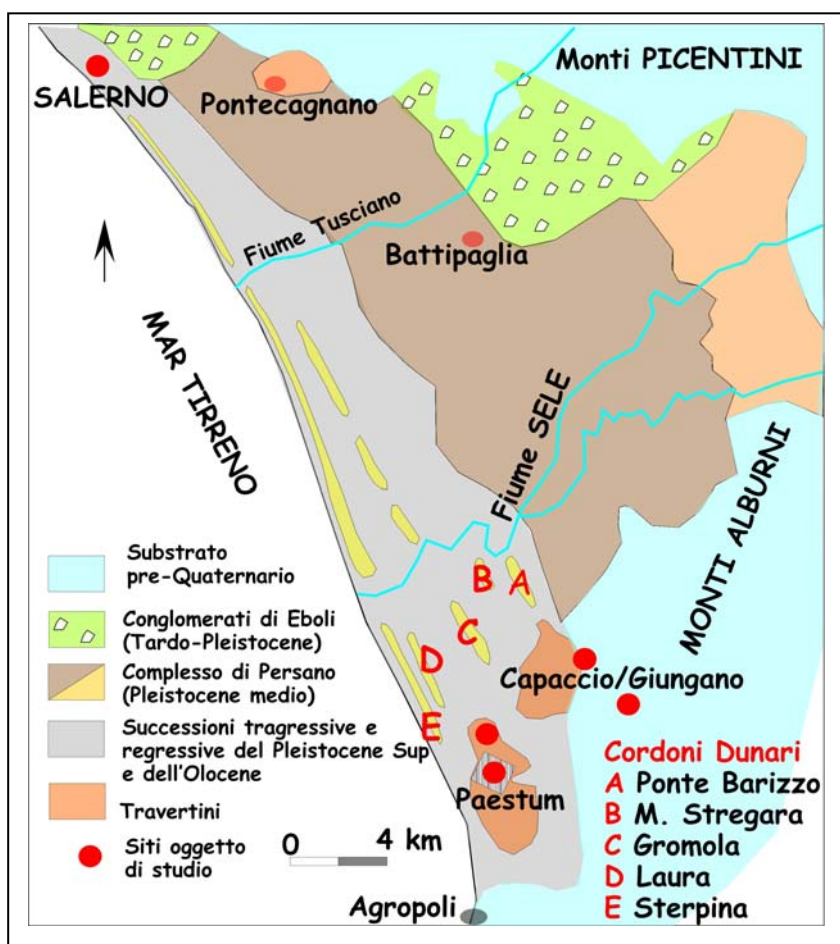 Monti PICENTINI
SALERNO
Pontecagnano
Fiume Tusciano
Battipaglia
MAR TIRRENO
Fiume SELE
MONTI ALBURNI
B
A
C
D
E
Capaccio/Giungano
Paestum
Agropoli
Substrato
pre-Quaternario
Conglomerati di Eboli
(Tardo-Pleistocene)
Complesso di Persano
(Pleistocene medio)
Successioni tragressive e
regressive del Pleistocene Sup
e dell'Olocene
Travertini
Siti oggetto
di studio
0 4 km
Cordoni Dunari
A Ponte Barizzo
B M. Stregara
C Gromola
D Laura
E Sterpina